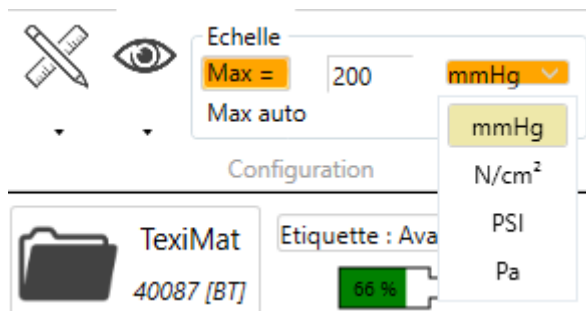 Echelle
Max =
200
mmHg
Max auto
mmHg
N/cm²
PSI
Pa
Configuration
TexiMat
40087 [BT]
Etiquette : Ava
66 %